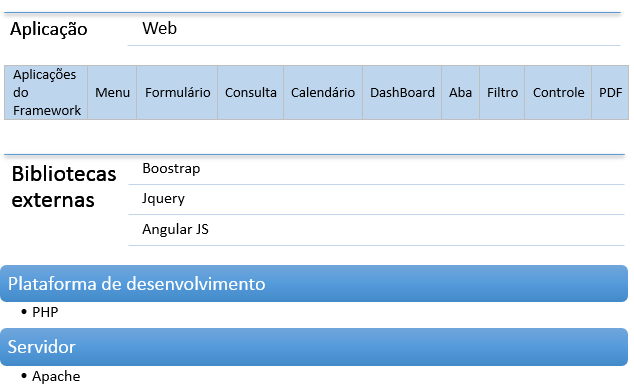 Aplicação
Web
Aplicações
do
Framework
Menu
Formulário
Consulta
Calendário
DashBoard
Aba
Filtro
Controle
PDF
Bibliotecas
externas
Boostrap
Jquery
Angular JS
Plataforma de desenvolvimento
• PHP
Servidor
• Apache